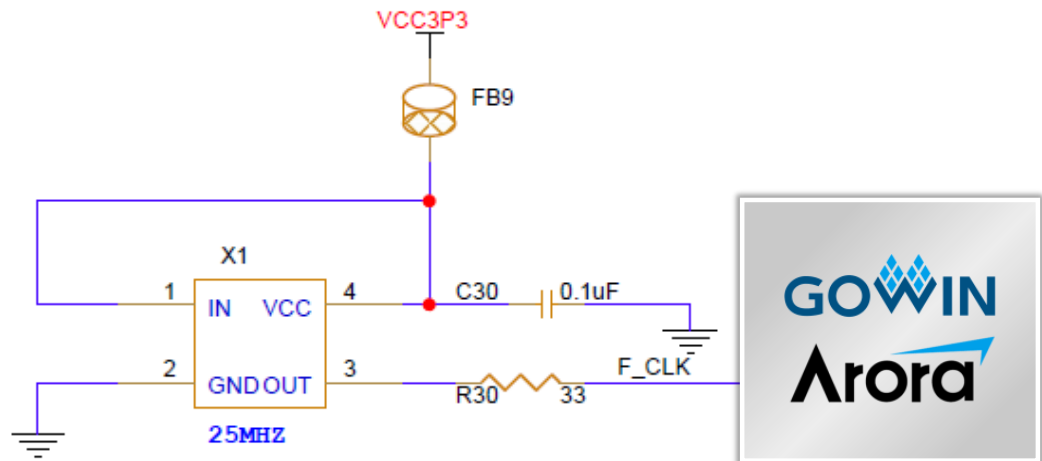 VCC3P3
FB9
X1
1 IN VCC 4
C30 0.1uF
2 GND OUT 3
R30 33
F_CLK
25MHZ
GOWIN
Arora